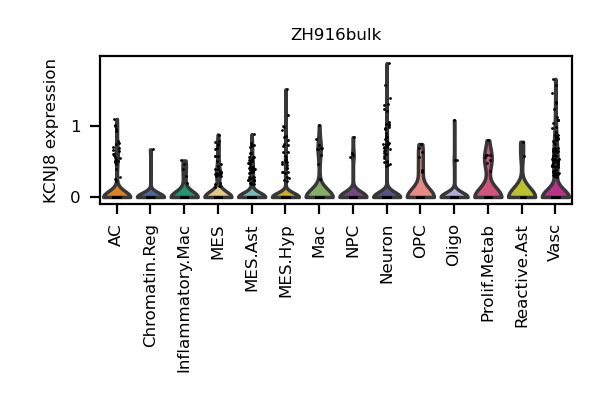 ZH916bulk
KCNJ8 expression
1
0
AC
Chromatin.Reg
Inflammatory.Mac
MES
MES.Ast
MES.Hyp
Mac
NPC
Neuron
OPC
Oligo
Prolif.Metab
Reactive.Ast
Vasc